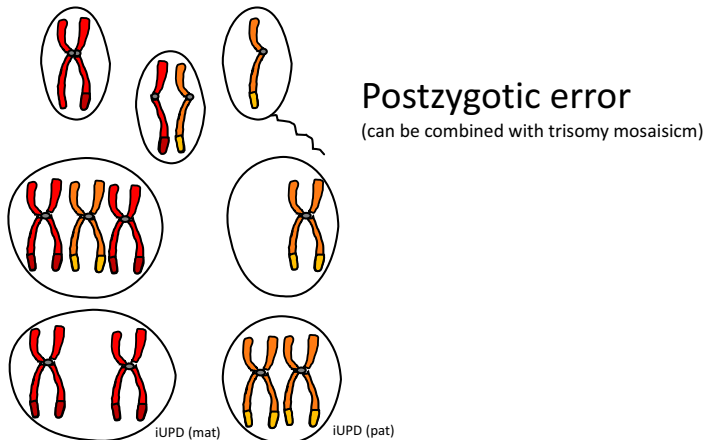 Postzygotic error
(can be combined with trisomy mosaisicm)
iUPD (mat)
iUPD (pat)